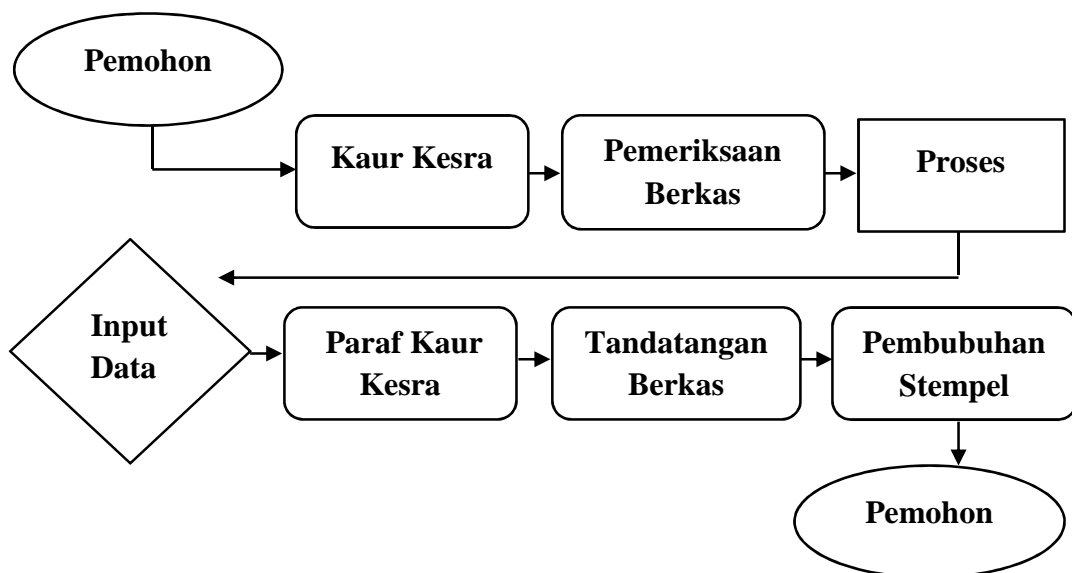 Pemohon
Kaur Kesra
Pemeriksaan
Berkas
Proses
Input
Data
Paraf Kaur
Kesra
Tandatangan
Berkas
Pembubuhan
Stempel
Pemohon